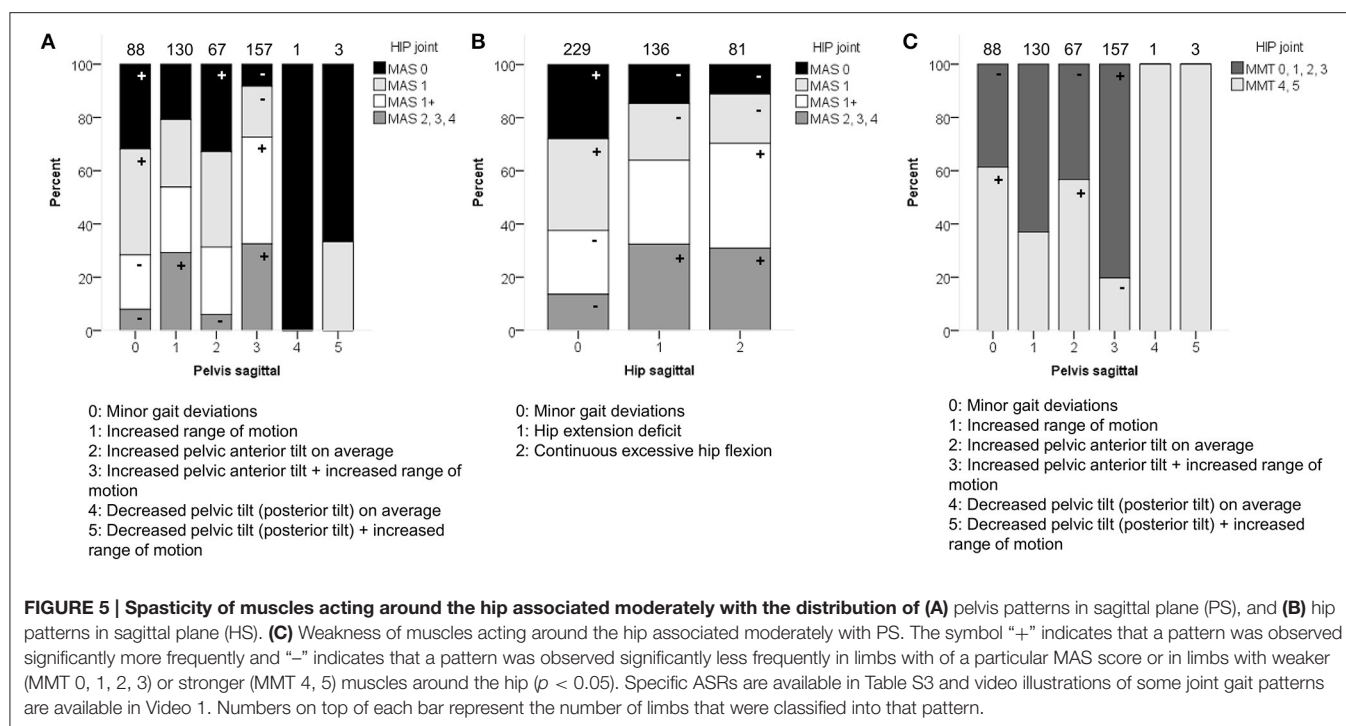 A
88 130 67 157 1 3
HIP joint
MAS 0
MAS 1
MAS 1+
MAS 2, 3, 4
100
80
60
40
20
0
Percent
+ + -
+ -
- +
- + - +
0 1 2 3 4 5
Pelvis sagittal
0: Minor gait deviations
1: Increased range of motion
2: Increased pelvic anterior tilt on average
3: Increased pelvic anterior tilt + increased range of
motion
4: Decreased pelvic tilt (posterior tilt) on average
5: Decreased pelvic tilt (posterior tilt) + increased
range of motion
B
229 136 81
HIP joint
MAS 0
MAS 1
MAS 1+
MAS 2, 3, 4
100
80
60
40
20
0
Percent
+ - -
+ - -
- +
- + +
0 1 2
Hip sagittal
0: Minor gait deviations
1: Hip extension deficit
2: Continuous excessive hip flexion
C
88 130 67 157 1 3
HIP joint
MMT 0, 1, 2, 3
MMT 4, 5
100
80
60
40
20
0
Percent
- - +
+ + -
0 1 2 3 4 5
Pelvis sagittal
0: Minor gait deviations
1: Increased range of motion
2: Increased pelvic anterior tilt on average
3: Increased pelvic anterior tilt + increased range of
motion
4: Decreased pelvic tilt (posterior tilt) on average
5: Decreased pelvic tilt (posterior tilt) + increased
range of motion
FIGURE 5 | Spasticity of muscles acting around the hip associated moderately with the distribution of (A) pelvis patterns in sagittal plane (PS), and (B) hip
patterns in sagittal plane (HS). (C) Weakness of muscles acting around the hip associated moderately with PS. The symbol “+” indicates that a pattern was observed
significantly more frequently and “–” indicates that a pattern was observed significantly less frequently in limbs with of a particular MAS score or in limbs with weaker
(MMT 0, 1, 2, 3) or stronger (MMT 4, 5) muscles around the hip (p < 0.05). Specific ASRs are available in Table S3 and video illustrations of some joint gait patterns
are available in Video 1. Numbers on top of each bar represent the number of limbs that were classified into that pattern.